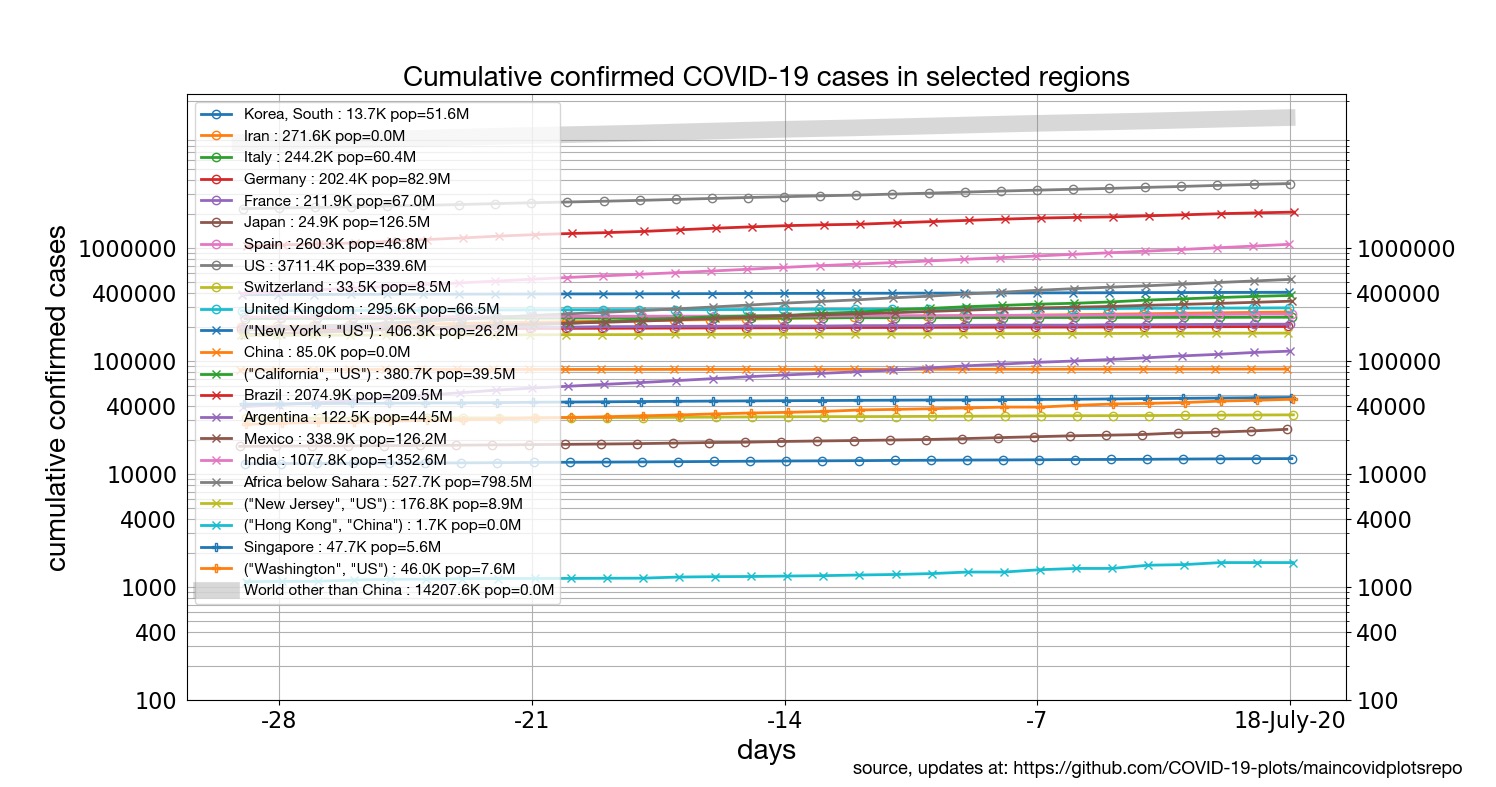 Cumulative confirmed COVID-19 cases in selected regions
Korea, South : 13.7K pop=51.6M
Iran : 271.6K pop=0.0M
Italy : 244.2K pop=60.4M
Germany : 202.4K pop=82.9M
France : 211.9K pop=67.0M
Japan : 24.9K pop=126.5M
Spain : 260.3K pop=46.8M
US : 3711.4K pop=339.6M
Switzerland : 33.5K pop=8.5M
United Kingdom : 295.6K pop=66.5M
("New York", "US") : 406.3K pop=26.2M
China : 85.0K pop=0.0M
("California", "US") : 380.7K pop=39.5M
Brazil : 2074.9K pop=209.5M
Argentina : 122.5K pop=44.5M
Mexico : 338.9K pop=126.2M
India : 1077.8K pop=1352.6M
Africa below Sahara : 527.7K pop=798.5M
("New Jersey", "US") : 176.8K pop=8.9M
("Hong Kong", "China") : 1.7K pop=0.0M
Singapore : 47.7K pop=5.6M
("Washington", "US") : 46.0K pop=7.6M
World other than China : 14207.6K pop=0.0M
cumulative confirmed cases
1000000
400000
100000
40000
10000
4000
1000
400
100
1000000
400000
100000
40000
10000
4000
1000
400
100
-28
-21
-14
-7
18-July-20
days
source, updates at: https://github.com/COVID-19-plots/maincovidplotsrepo